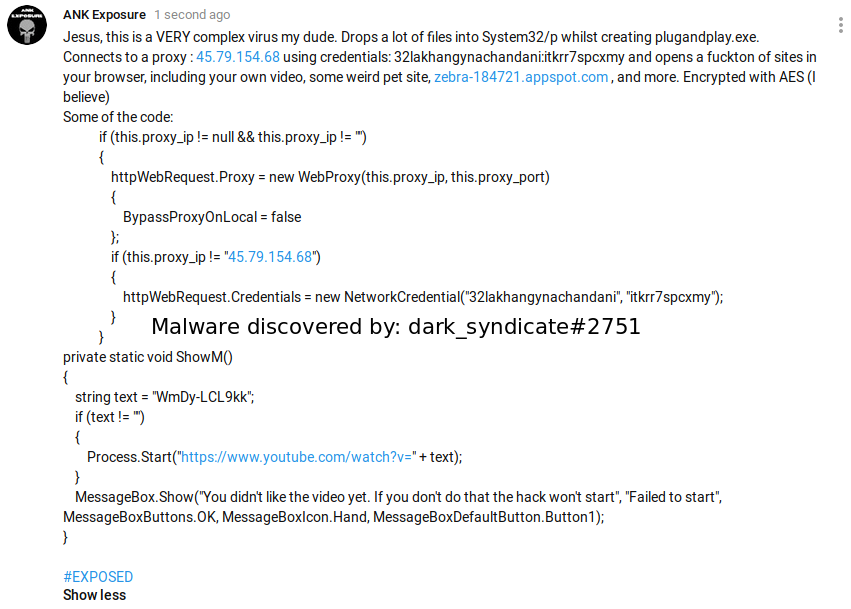 ANK EXPOSURE
ANK Exposure 1 second ago
Jesus, this is a VERY complex virus my dude. Drops a lot of files into System32/p whilst creating plugandplay.exe.
Connects to a proxy : 45.79.154.68 using credentials: 32lakhangynachandani:itkrr7spcxmy and opens a fuckton of sites in
your browser, including your own video, some weird pet site, zebra-184721.appspot.com , and more. Encrypted with AES (I
believe)
Some of the code:
if (this.proxy_ip != null && this.proxy_ip != "")
{
httpWebRequest.Proxy = new WebProxy(this.proxy_ip, this.proxy_port)
{
BypassProxyOnLocal = false
};
if (this.proxy_ip != "45.79.154.68")
{
httpWebRequest.Credentials = new NetworkCredential("32lakhangynachandani", "itkrr7spcxmy");
}
Malware discovered by: dark_syndicate#2751
}
private static void ShowM()
{
string text = "WmDy-LCL9kk";
if (text != "")
{
Process.Start("https://www.youtube.com/watch?v=" + text);
}
MessageBox.Show("You didn't like the video yet. If you don't do that the hack won't start", "Failed to start",
MessageBoxButtons.OK, MessageBoxIcon.Hand, MessageBoxDefaultButton.Button1);
}
#EXPOSED
Show less